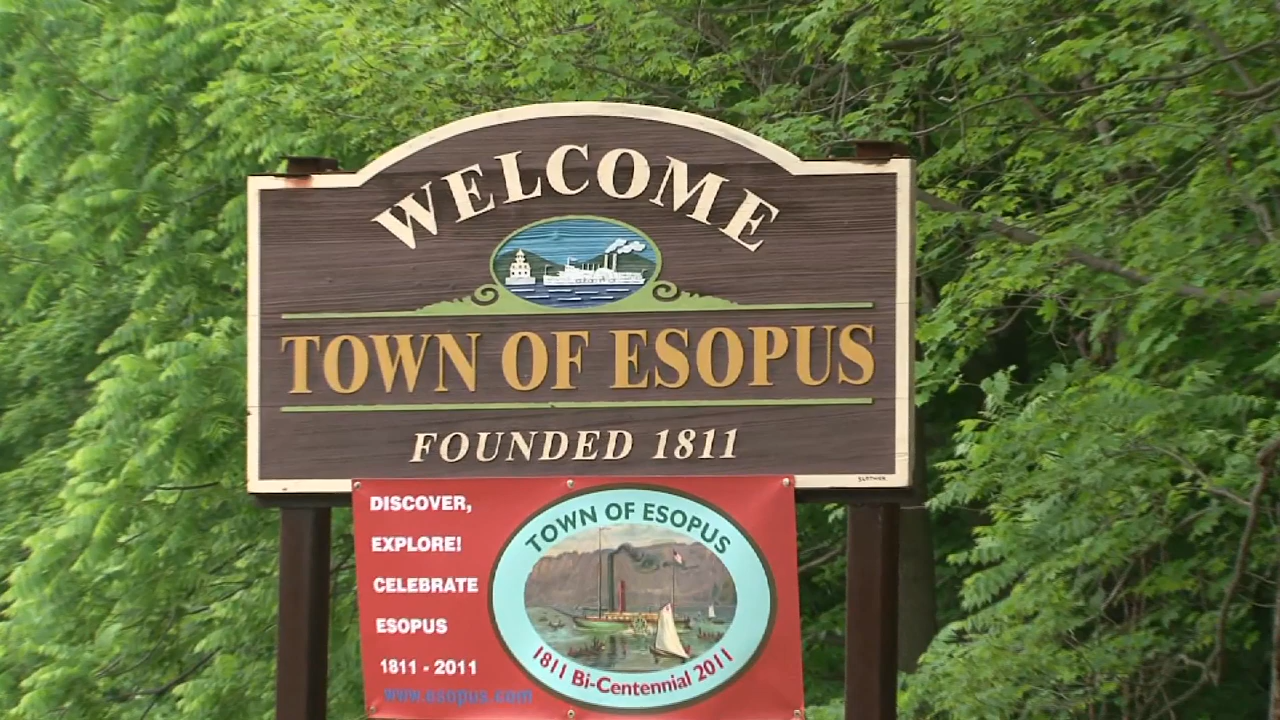 WELCOME
TOWN OF ESOPUS
FOUNDED 1811
DISCOVER,
EXPLORE!
CELEBRATE
ESOPUS
1811 - 2011
www.esopus.com
TOWN OF ESOPUS
1811 Bi-Centennial 2011